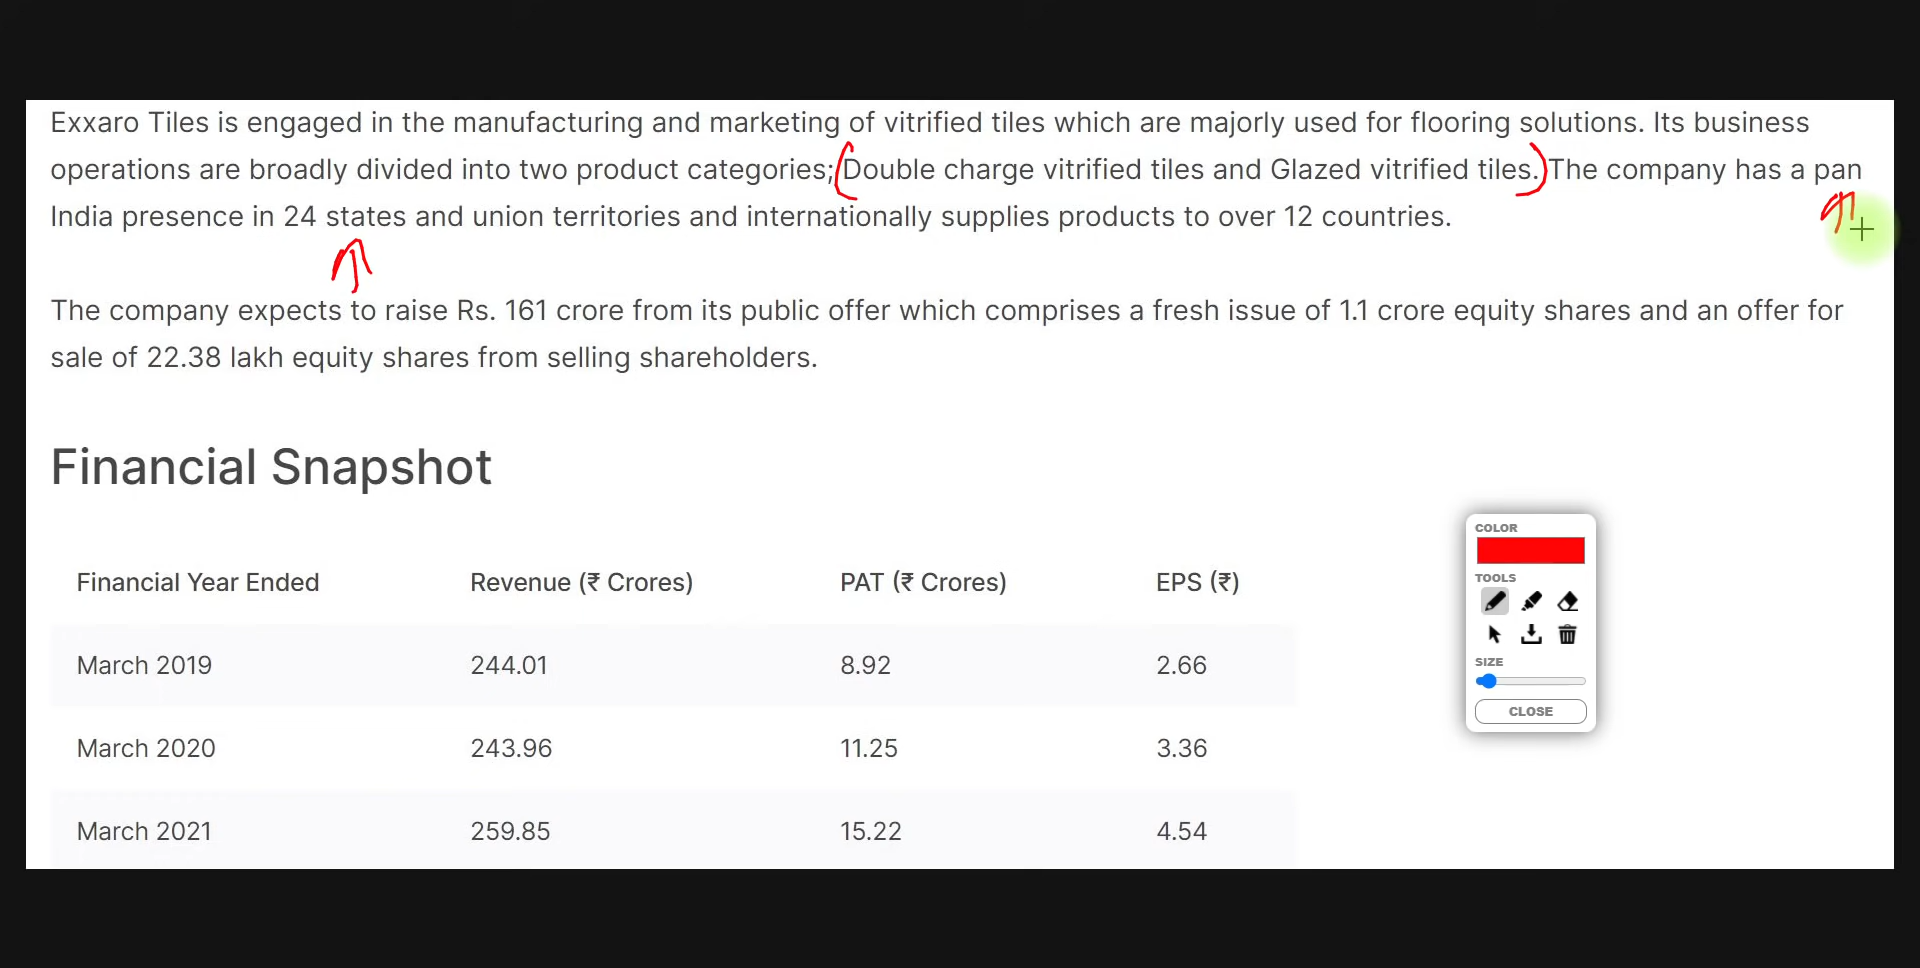 Exxaro Tiles is engaged in the manufacturing and marketing of vitrified tiles which are majorly used for flooring solutions. Its business
operations are broadly divided into two product categories; Double charge vitrified tiles and Glazed vitrified tiles. The company has a pan
India presence in 24 states and union territories and internationally supplies products to over 12 countries.
The company expects to raise Rs. 161 crore from its public offer which comprises a fresh issue of 1.1 crore equity shares and an offer for
sale of 22.38 lakh equity shares from selling shareholders.
Financial Snapshot
Financial Year Ended Revenue (₹ Crores) PAT (₹ Crores) EPS (₹)
March 2019 244.01 8.92 2.66
March 2020 243.96 11.25 3.36
March 2021 259.85 15.22 4.54
COLOR
TOOLS
SIZE
CLOSE